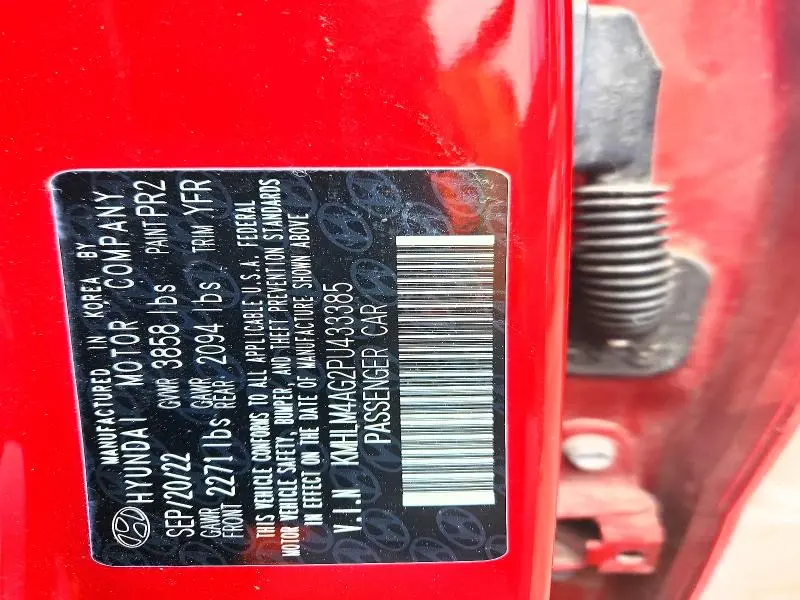 MANUFACTURED IN KOREA BY
HYUNDAI MOTOR COMPANY
SEP/20/22 GVWR 3858 lbs PAINT PR2
GAWR FRONT 2271 lbs GAWR REAR 2094 lbs TRIM YFR
THIS VEHICLE CONFORMS TO ALL APPLICABLE U.S.A. FEDERAL
MOTOR VEHICLE SAFETY, BUMPER, AND THEFT PREVENTION STANDARDS
IN EFFECT ON THE DATE OF MANUFACTURE SHOWN ABOVE
V.I.N KMHLM4AG2PU433385
PASSENGER CAR